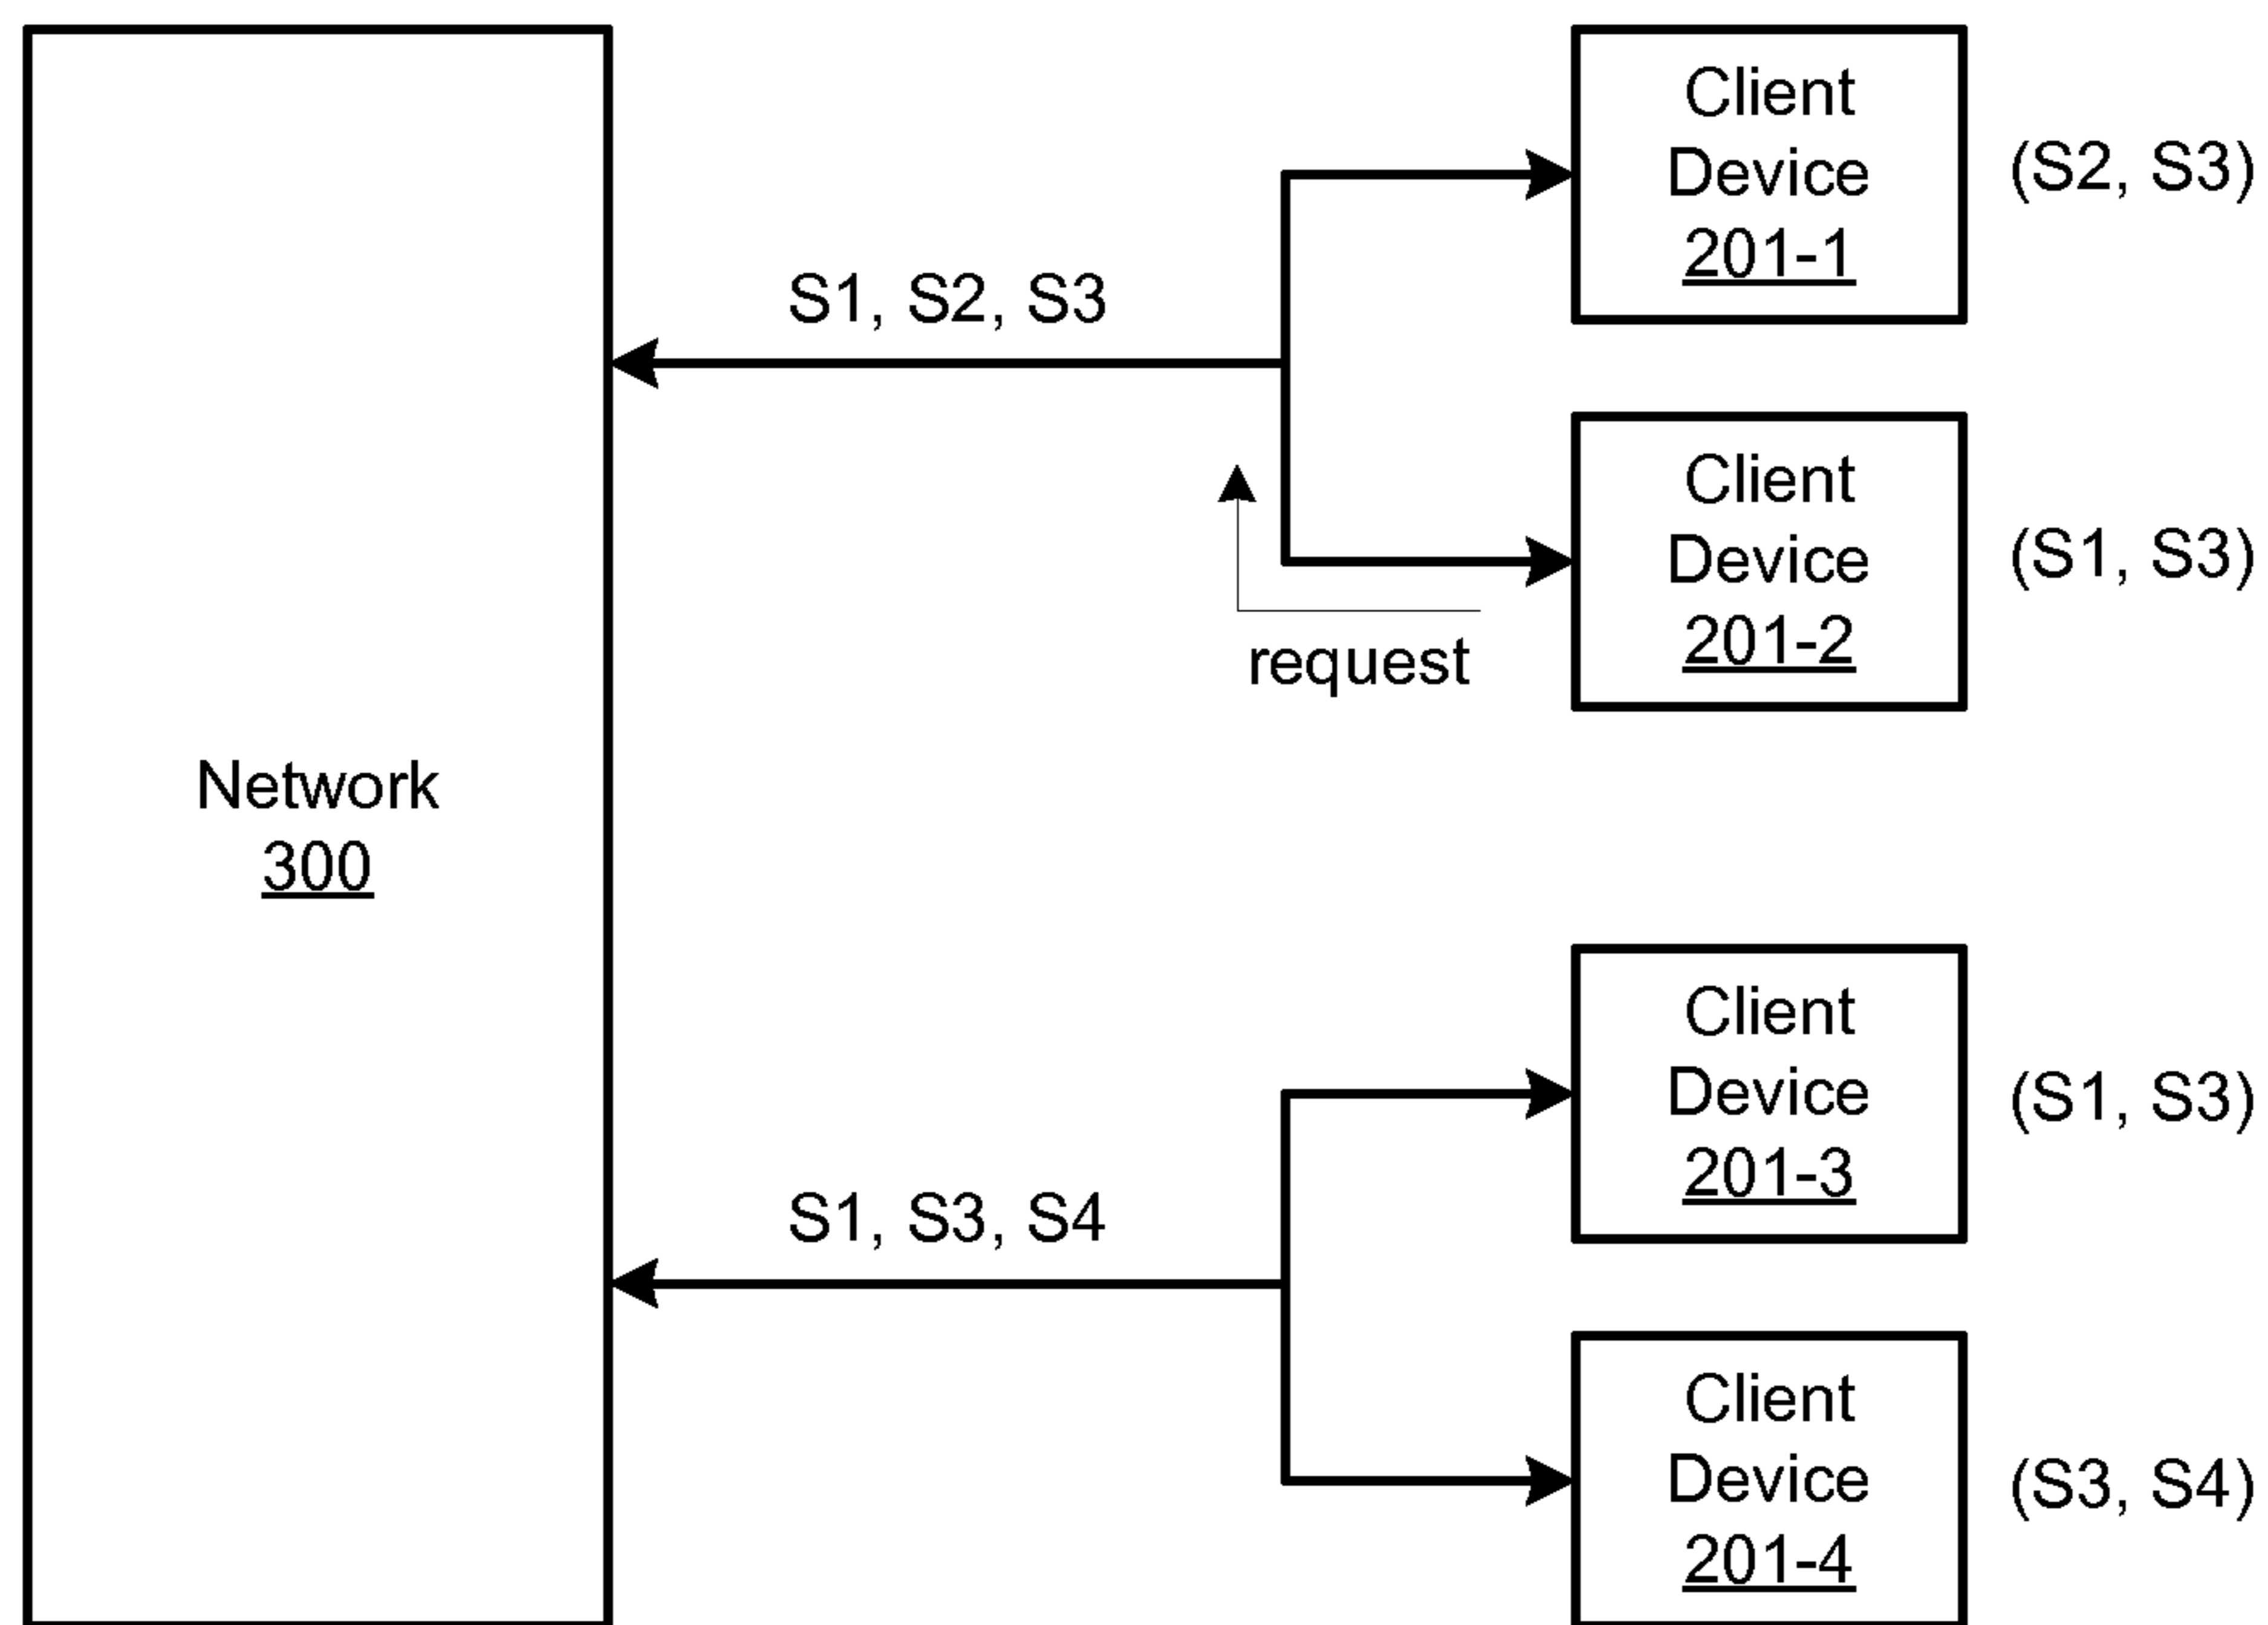 Client
Device
201-1
(S2, S3)
S1, S2, S3
Client
Device
201-2
(S1, S3)
request
Network
300
Client
Device
201-3
(S1, S3)
S1, S3, S4
Client
Device
201-4
(S3, S4)